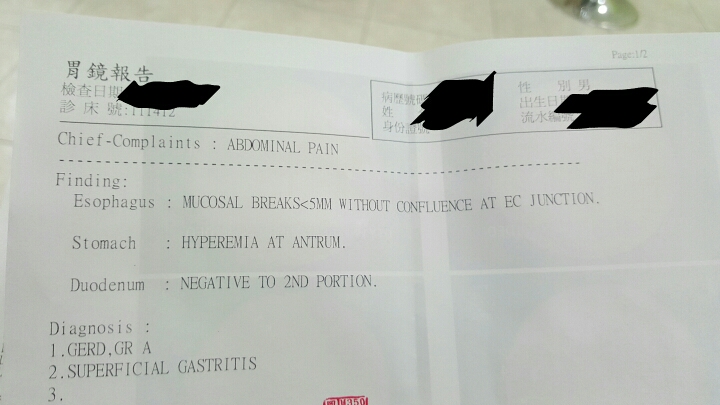 Page:1/2
胃鏡報告
檢查日期
診 床 號:111412
病歷號碼
姓
身份證號
性 別 男
出生日
流水編號
Chief-Complaints : ABDOMINAL PAIN
Finding:
Esophagus : MUCOSAL BREAKS<5MM WITHOUT CONFLUENCE AT EC JUNCTION.
Stomach : HYPEREMIA AT ANTRUM.
Duodenum : NEGATIVE TO 2ND PORTION.
Diagnosis :
1.GERD,GR A
2.SUPERFICIAL GASTRITIS
3.